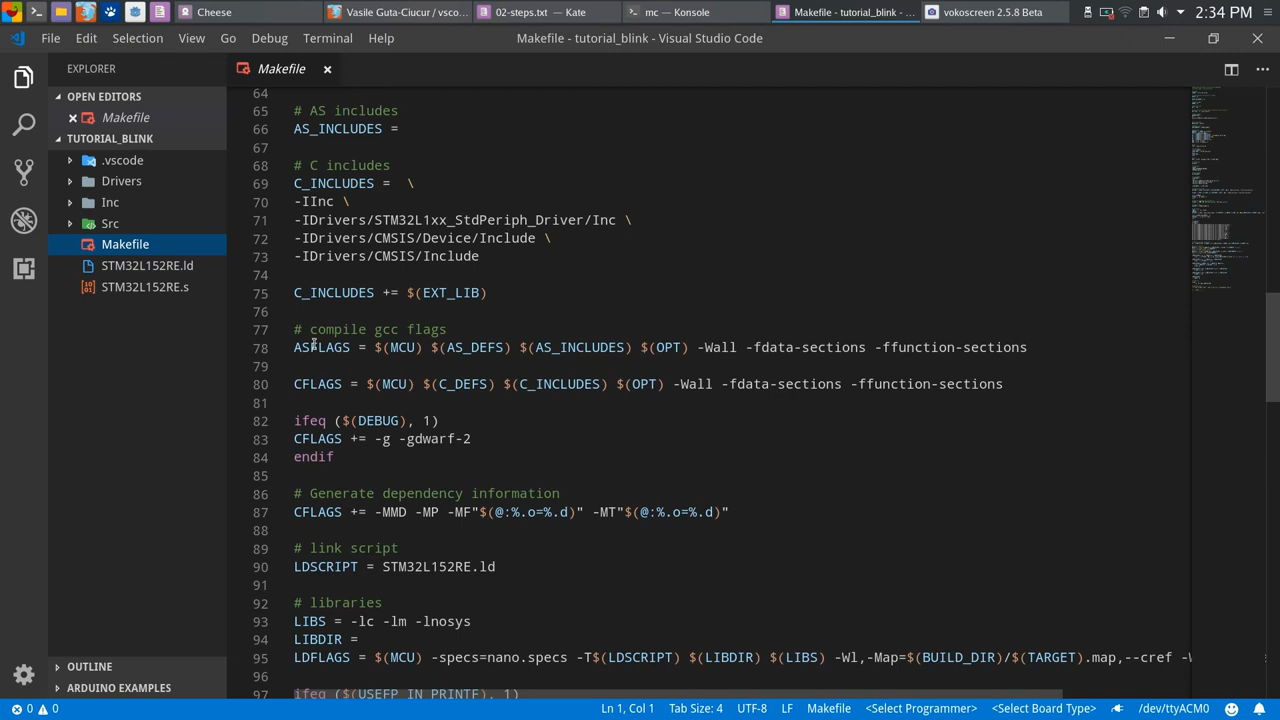 Cheese
Vasile Guta-Ciucur / vsco...
02-steps.txt — Kate
mc — Konsole
Makefile - tutorial_blink - ...
vokoscreen 2.5.8 Beta
2:34 PM
File Edit Selection View Go Debug Terminal Help
Makefile - tutorial_blink - Visual Studio Code
EXPLORER
OPEN EDITORS
Makefile
TUTORIAL_BLINK
.vscode
Drivers
Inc
Src
Makefile
STM32L152RE.ld
STM32L152RE.s
OUTLINE
ARDUINO EXAMPLES
Makefile
64
65 # AS includes
66 AS_INCLUDES =
67
68 # C includes
69 C_INCLUDES =  \
70 -IInc \
71 -IDrivers/STM32L1xx_StdPeriph_Driver/Inc \
72 -IDrivers/CMSIS/Device/Include \
73 -IDrivers/CMSIS/Include
74
75 C_INCLUDES += $(EXT_LIB)
76
77 # compile gcc flags
78 ASFLAGS = $(MCU) $(AS_DEFS) $(AS_INCLUDES) $(OPT) -Wall -fdata-sections -ffunction-sections
79
80 CFLAGS = $(MCU) $(C_DEFS) $(C_INCLUDES) $(OPT) -Wall -fdata-sections -ffunction-sections
81
82 ifeq ($(DEBUG), 1)
83 CFLAGS += -g -gdwarf-2
84 endif
85
86 # Generate dependency information
87 CFLAGS += -MMD -MP -MF"$(@:%.o=%.d)" -MT"$(@:%.o=%.d)"
88
89 # link script
90 LDSCRIPT = STM32L152RE.ld
91
92 # libraries
93 LIBS = -lc -lm -lnosys
94 LIBDIR =
95 LDFLAGS = $(MCU) -specs=nano.specs -T$(LDSCRIPT) $(LIBDIR) $(LIBS) -Wl,-Map=$(BUILD_DIR)/$(TARGET).map,--cref -W
96
97 ifeq ($(USEFP_IN_PRINTF), 1)
0 0 Ln 1, Col 1 Tab Size: 4 UTF-8 LF Makefile <Select Programmer> <Select Board Type> /dev/ttyACM0